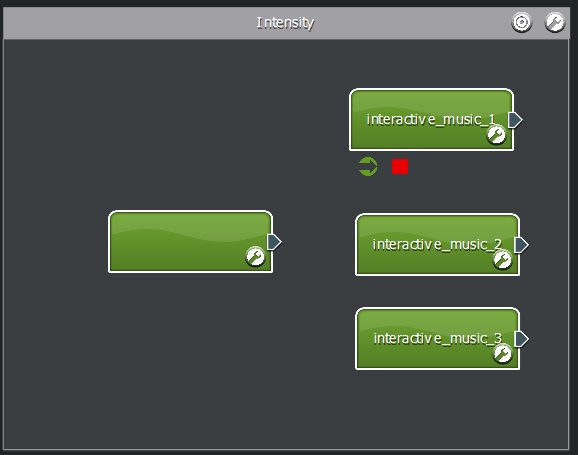 Intensity
interactive_music_1
interactive_music_2
interactive_music_3